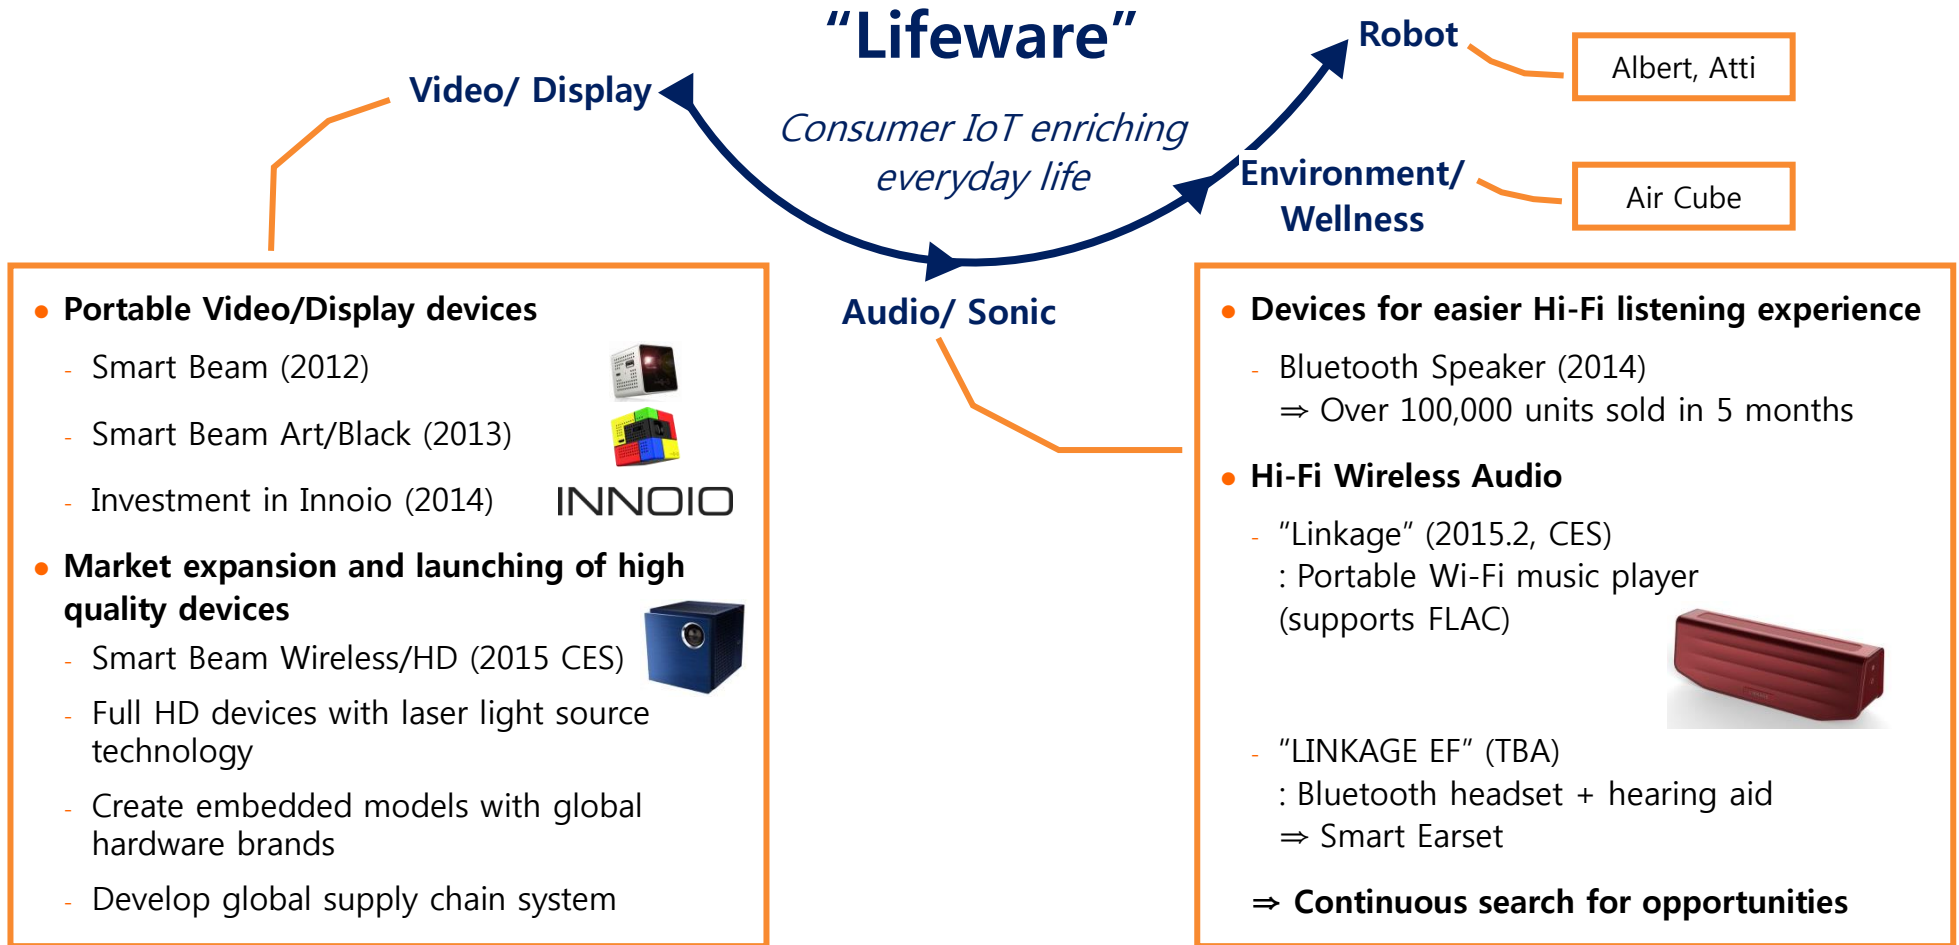 “Lifeware”
Consumer IoT enriching
everyday life
Video/ Display
Robot
Albert, Atti
Environment/
Wellness
Air Cube
Audio/ Sonic
● Portable Video/Display devices
- Smart Beam (2012)
- Smart Beam Art/Black (2013)
- Investment in Innoio (2014)
INNOIO
● Market expansion and launching of high
quality devices
- Smart Beam Wireless/HD (2015 CES)
- Full HD devices with laser light source
technology
- Create embedded models with global
hardware brands
- Develop global supply chain system
● Devices for easier Hi-Fi listening experience
- Bluetooth Speaker (2014)
⇒ Over 100,000 units sold in 5 months
● Hi-Fi Wireless Audio
- “Linkage” (2015.2, CES)
: Portable Wi-Fi music player
(supports FLAC)
- “LINKAGE EF” (TBA)
: Bluetooth headset + hearing aid
⇒ Smart Earset
⇒ Continuous search for opportunities